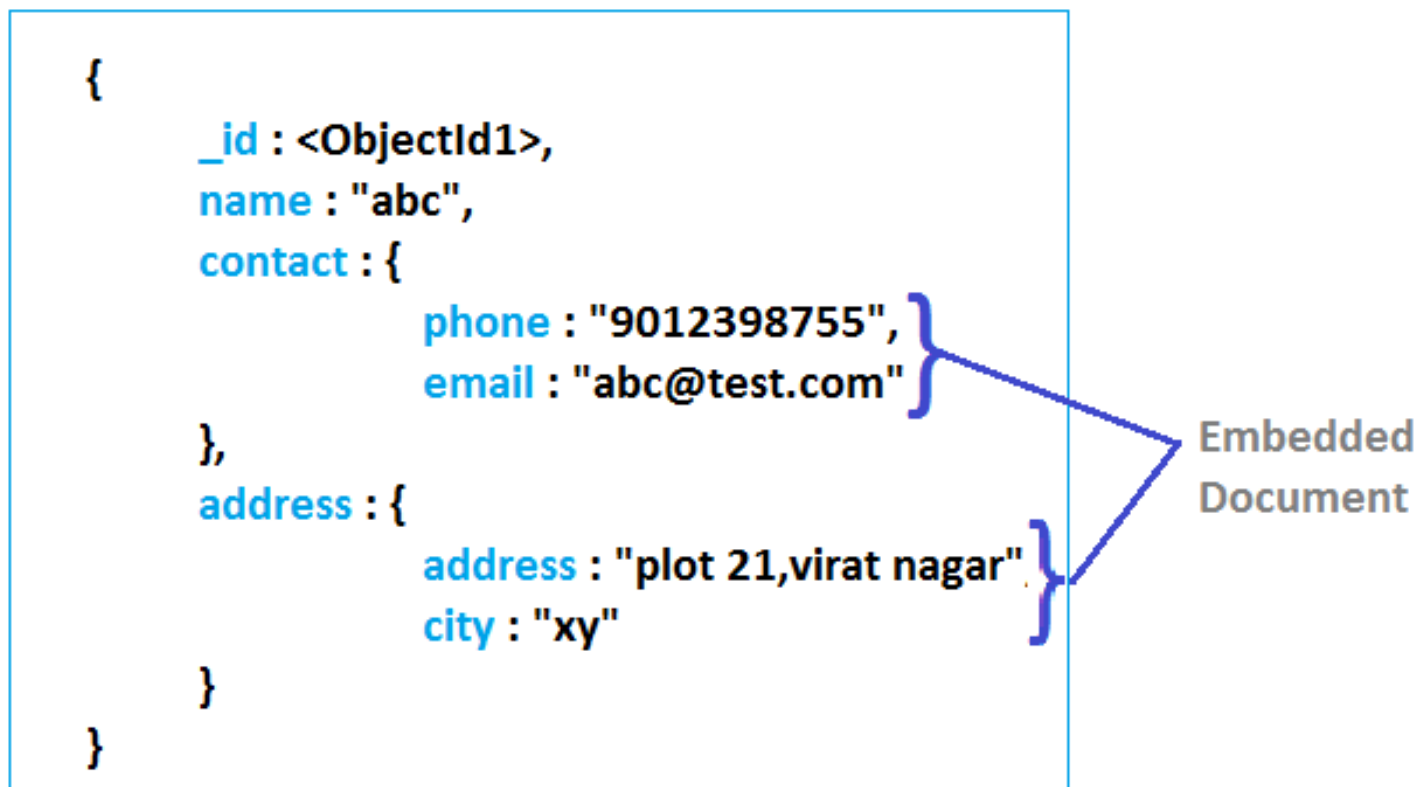 {
_id : <ObjectId1>,
name : "abc",
contact : {
phone : "9012398755",
email : "abc@test.com"
},
address : {
address : "plot 21,virat nagar",
city : "xy"
}
}
Embedded
Document